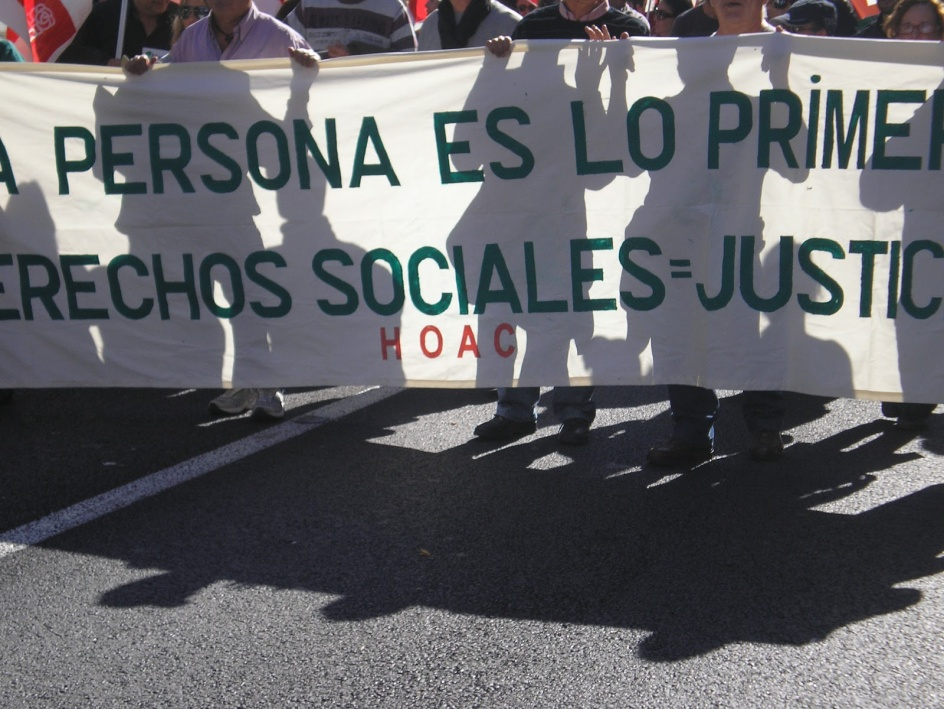 A PERSONA ES LO PRiMER
ERECHOS SOCIALES=JUSTIC
HOAC